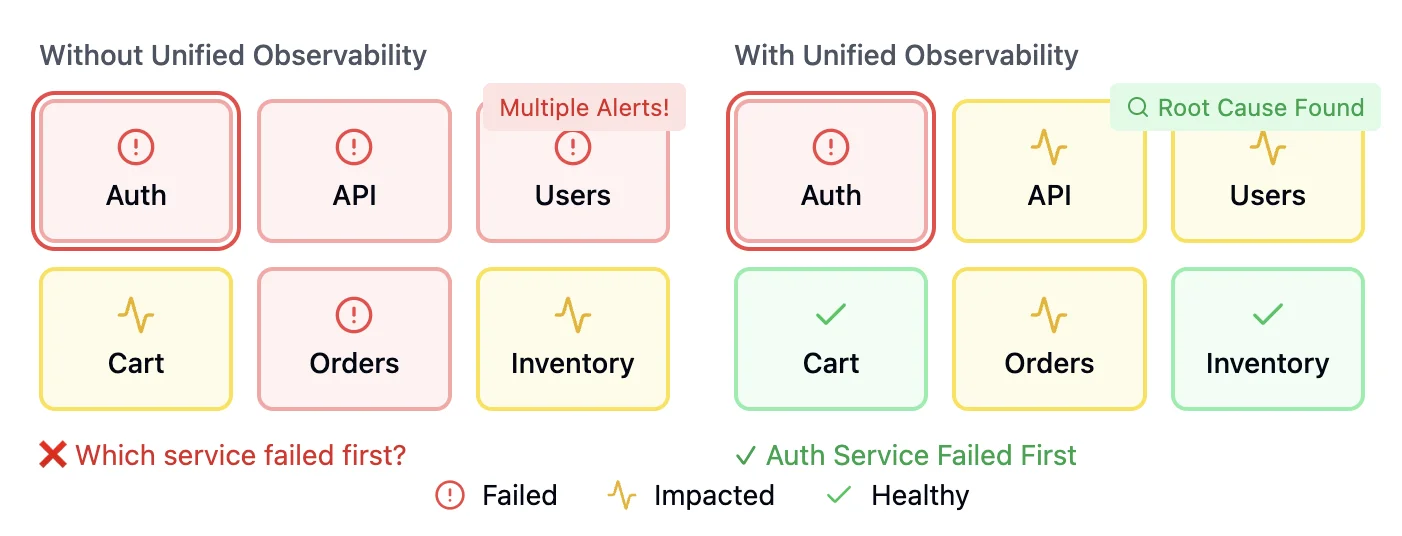 Without Unified Observability
Multiple Alerts!
Auth
API
Users
Cart
Orders
Inventory
❌ Which service failed first?
With Unified Observability
Root Cause Found
Auth
API
Users
Cart
Orders
Inventory
✓ Auth Service Failed First
Failed
Impacted
Healthy